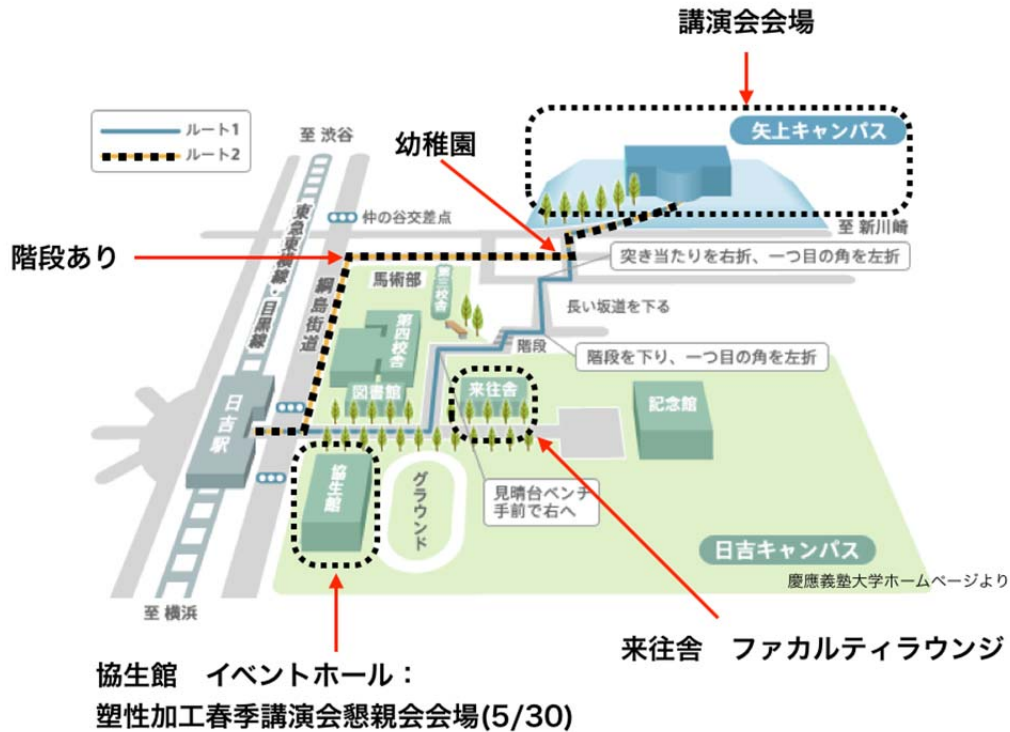 講演会会場
矢上キャンパス
ルート1
ルート2
至 渋谷
幼稚園
仲の谷交差点
至 新川崎
階段あり
東急東横線・目黒線
綱島街道
馬術部
第三校舎
突き当たりを右折、一つ目の角を左折
長い坂道を下る
第四校舎
階段
階段を下り、一つ目の角を左折
図書館
来往舎
記念館
日吉駅
協生館
グラウンド
見晴台ベンチ
手前で右へ
日吉キャンパス
慶應義塾大学ホームページより
至 横浜
来往舎　ファカルティラウンジ
協生館　イベントホール：
塑性加工春季講演会懇親会会場(5/30)